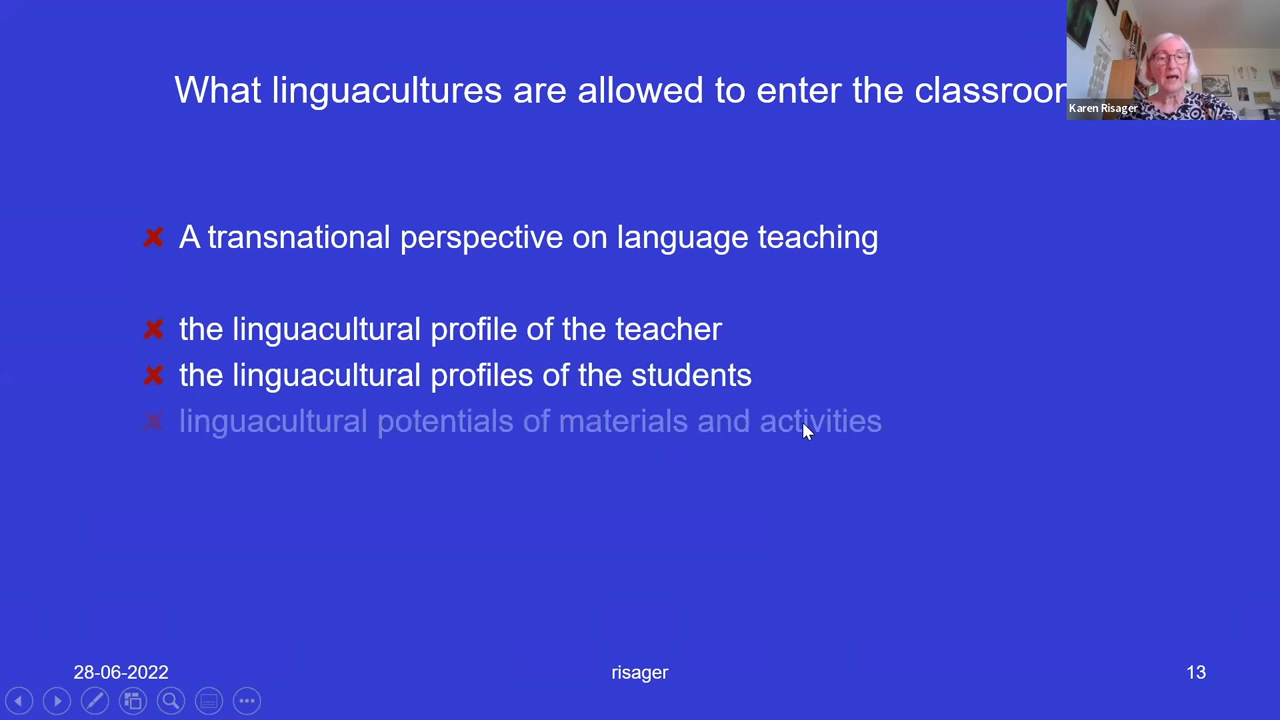 What linguacultures are allowed to enter the classroor
Karen Risager
A transnational perspective on language teaching
the linguacultural profile of the teacher
the linguacultural profiles of the students
linguacultural potentials of materials and activities
28-06-2022
risager
13